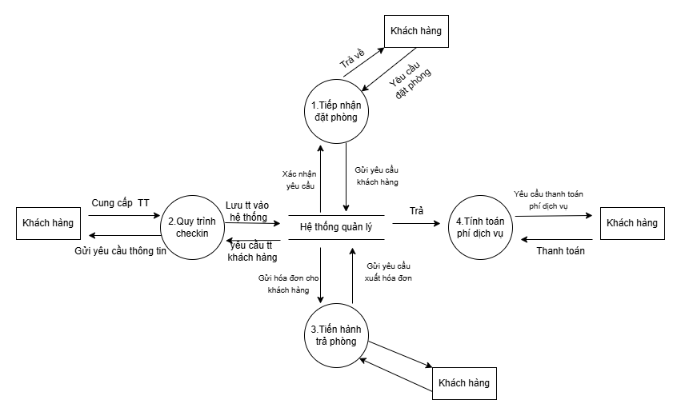 Khách hàng
Trả về
Yêu cầu
đặt phòng
1.Tiếp nhận
đặt phòng
Xác nhận
yêu cầu
Gửi yêu cầu
khách hàng
Khách hàng
Cung cấp TT
Gửi yêu cầu thông tin
2.Quy trình
checkin
Lưu tt vào
hệ thống
yêu cầu tt
khách hàng
Hệ thống quản lý
Trả
4.Tính toán
phí dịch vụ
Yêu cầu thanh toán
phí dịch vụ
Thanh toán
Khách hàng
Gửi hóa đơn cho
khách hàng
Gửi yêu cầu
xuất hóa đơn
3.Tiến hành
trả phòng
Khách hàng